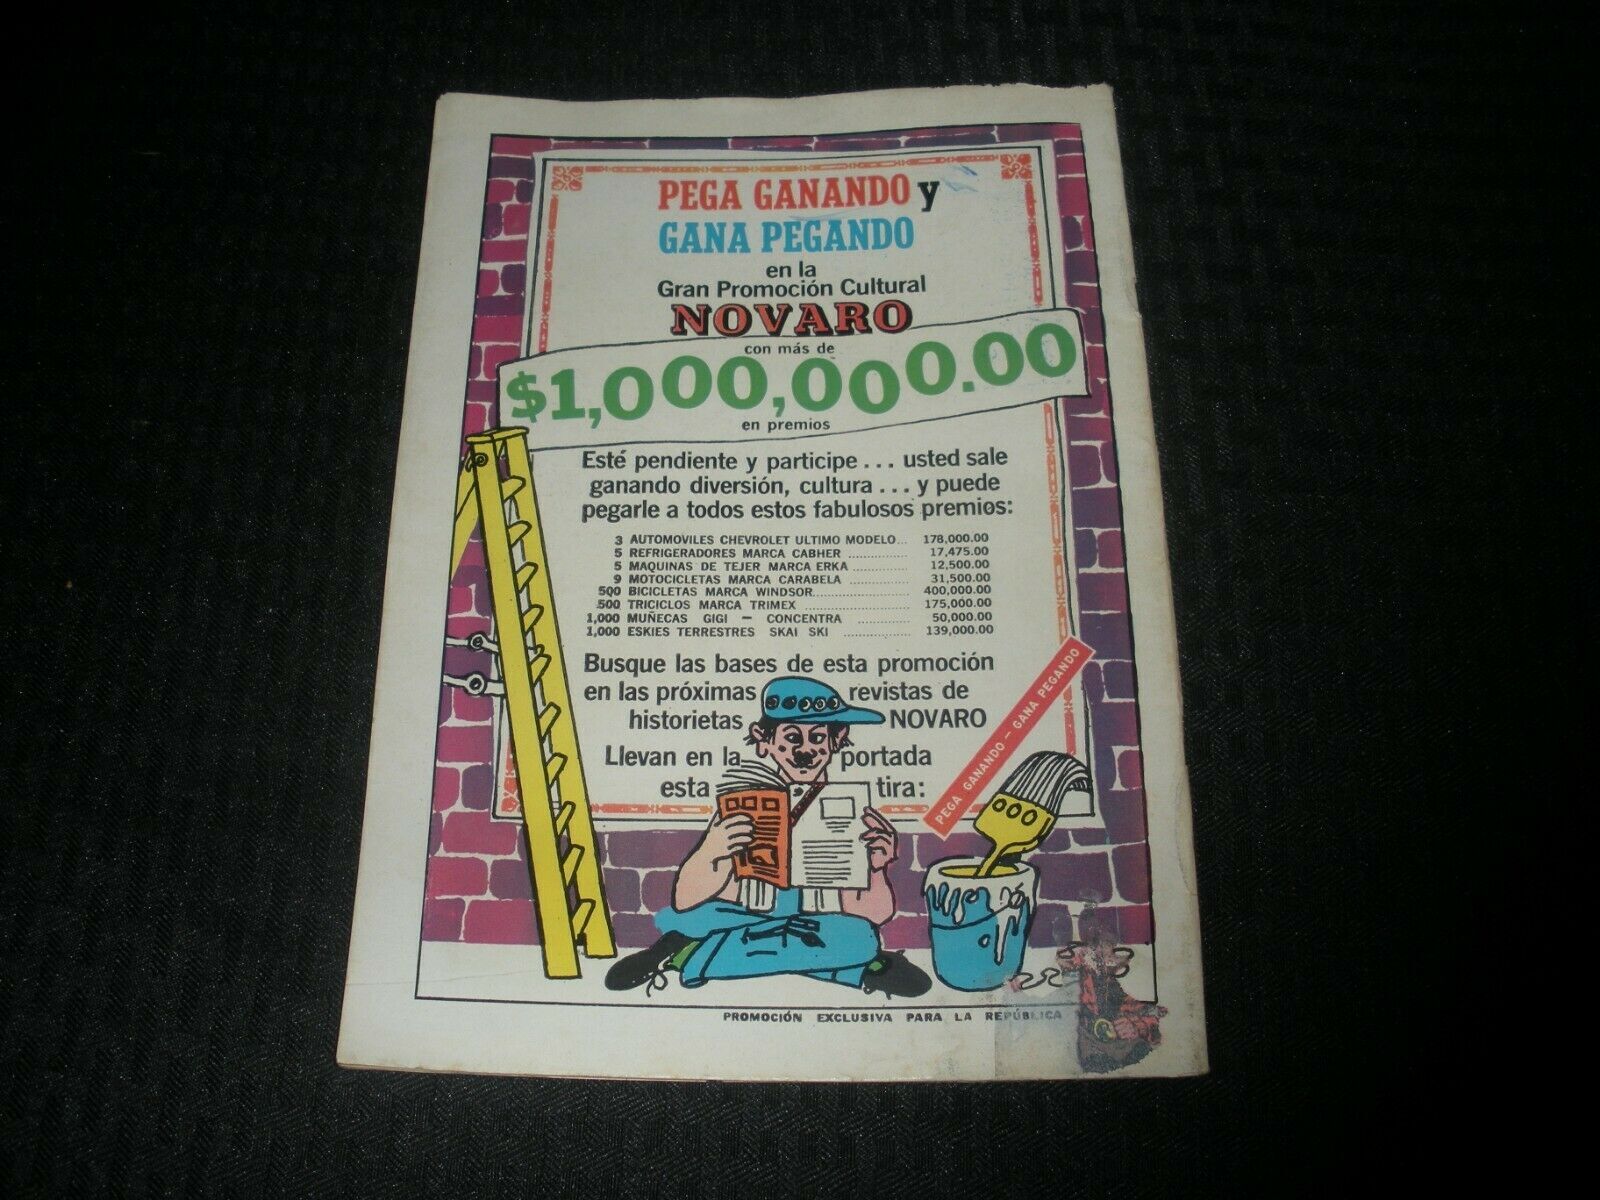 PEGA GANANDO y
GANA PEGANDO
en la
Gran Promoción Cultural
NOVARO
con más de
$1,000,000.00
en premios
Esté pendiente y participe... usted sale
ganando diversión, cultura... y puede
pegarle a todos estos fabulosos premios:
3 AUTOMOVILES CHEVROLET ULTIMO MODELO... 178,000.00
5 REFRIGERADORES MARCA CABHER ............ 17,475.00
5 MAQUINAS DE TEJER MARCA ERKA ........... 12,500.00
9 MOTOCICLETAS MARCA CARABELA ............ 31,500.00
500 BICICLETAS MARCA WINDSOR.................. 400,000.00
500 TRICICLOS MARCA TRIMEX .................... 175,000.00
1,000 MUÑECAS GIGI — CONCENTRA .......... 50,000.00
1,000 ESKIES TERRESTRES SKAI SKI ............. 139,000.00
Busque las bases de esta promoción
en las próximas revistas de
historietas NOVARO
Llevan en la portada
esta tira:
PEGA GANANDO — GANA PEGANDO
PROMOCIÓN EXCLUSIVA PARA LA REPÚBLICA